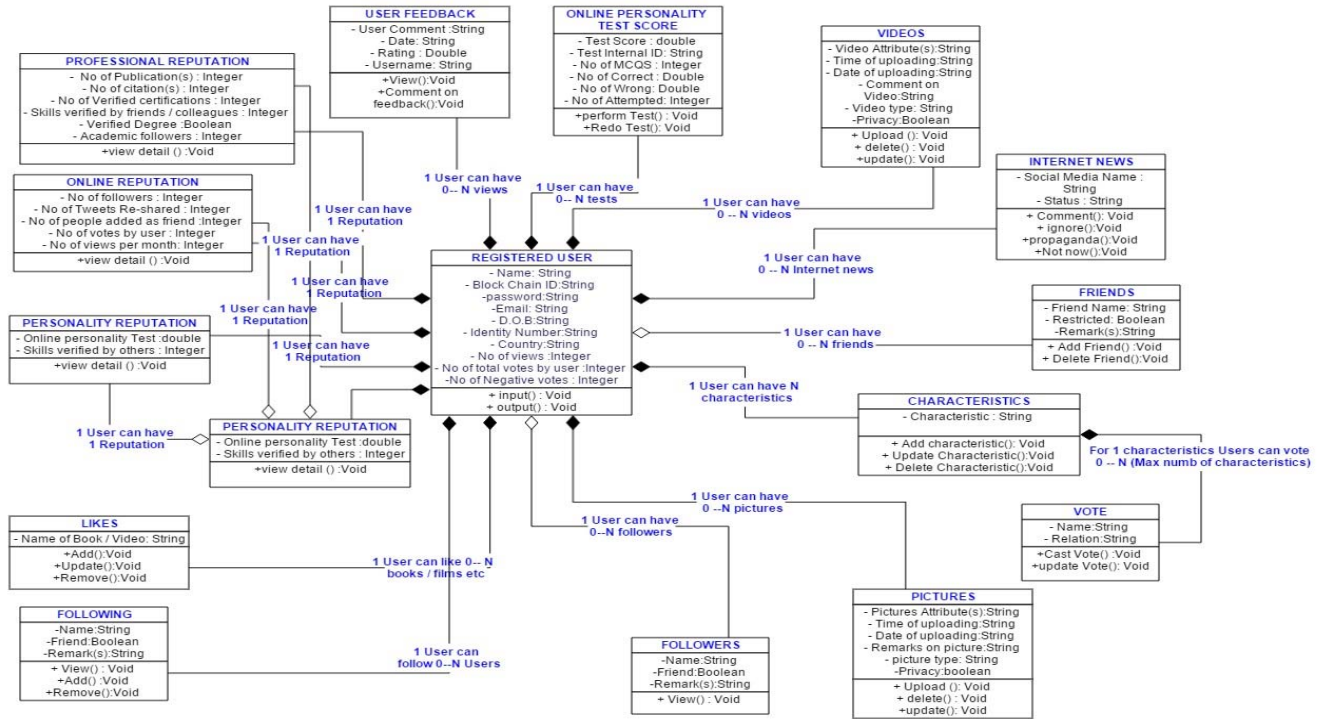 USER FEEDBACK
- User Comment :String
- Date: String
- Rating : Double
- Username: String
+View():Void
+Comment on
feedback():Void
ONLINE PERSONALITY
TEST SCORE
- Test Score : double
- Test Internal ID: String
- No of MCQS : Integer
- No of Correct : Double
- No of Wrong: Double
- No of Attempted: Integer
+perform Test() : Void
+Redo Test(): Void
VIDEOS
- Video Attribute(s):String
- Time of uploading:String
- Date of uploading:String
- Comment on
Video:String
- Video type: String
-Privacy:Boolean
+ Upload (): Void
+ delete() : Void
+update(): Void
PROFESSIONAL REPUTATION
- No of Publication(s) : Integer
- No of citation(s) : Integer
- No of Verified certifications : Integer
- Skills verified by friends / colleagues : Integer
- Verified Degree :Boolean
- Academic followers : Integer
+view detail () :Void
INTERNET NEWS
- Social Media Name :
String
- Status : String
+ Comment(): Void
+ ignore():Void
+propaganda():Void
+Not now():Void
ONLINE REPUTATION
- No of followers : Integer
- No of Tweets Re-shared : Integer
- No of people added as friend :Integer
- No of votes by user : Integer
- No of views per month: Integer
+view detail () :Void
1 User can have
0-- N views
1 User can have
0-- N tests
1 User can have
0 -- N videos
1 User can have
1 Reputation
1 User can have
1 Reputation
1 User can have
1 Reputation
1 User can have
1 Reputation
1 User can have
1 Reputation
REGISTERED USER
- Name: String
- Block Chain ID:String
-password:String
-Email: String
- D.O.B:String
- Identity Number:String
- Country:String
- No of views :Integer
- No of total votes by user :Integer
-No of Negative votes : Integer
+ input() : Void
+ output() : Void
1 User can have
0 -- N Internet news
FRIENDS
- Friend Name: String
- Restricted: Boolean
-Remark(s):String
+ Add Friend() : Void
+ Delete Friend():Void
1 User can have
0 -- N friends
PERSONALITY REPUTATION
- Online personality Test :double
- Skills verified by others : Integer
+view detail () :Void
1 User can have N
characteristics
CHARACTERISTICS
- Characteristic : String
+ Add characteristic(): Void
+ Update Characteristic():Void
+ Delete Characteristic():Void
1 User can have
1 Reputation
PERSONALITY REPUTATION
- Online personality Test :double
- Skills verified by others : Integer
+view detail () :Void
For 1 characteristics Users can vote
0 -- N (Max numb of characteristics)
1 User can have
0 --N pictures
1 User can have
0--N followers
VOTE
- Name:String
- Relation:String
+Cast Vote() :Void
+update Vote(): Void
LIKES
- Name of Book / Video: String
+Add():Void
+Update():Void
+Remove():Void
1 User can like 0-- N
books / films etc
FOLLOWING
-Name:String
-Friend:Boolean
-Remark(s):String
+ View() : Void
+Add() :Void
+Remove():Void
1 User can
follow 0--N Users
FOLLOWERS
-Name:String
-Friend:Boolean
-Remark(s):String
+ View() : Void
PICTURES
- Pictures Attribute(s):String
- Time of uploading:String
- Date of uploading:String
- Remarks on picture:String
- picture type: String
-Privacy:boolean
+ Upload (): Void
+ delete() : Void
+update(): Void